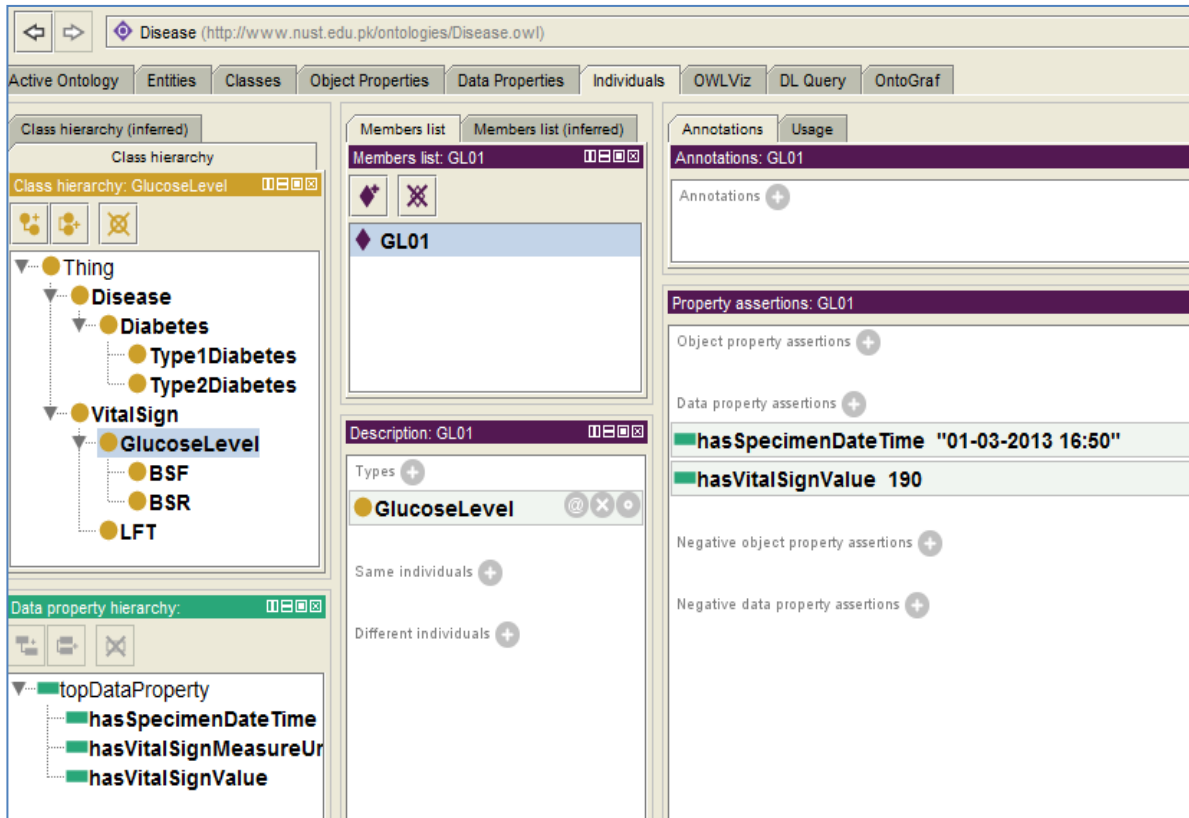 Disease (http://www.nust.edu.pk/ontologies/Disease.owl)
Active Ontology Entities Classes Object Properties Data Properties Individuals OWLViz DL Query OntoGraf
Class hierarchy (inferred)
Class hierarchy
Class hierarchy: GlucoseLevel
Thing
Disease
Diabetes
Type1Diabetes
Type2Diabetes
VitalSign
GlucoseLevel
BSF
BSR
LFT
Data property hierarchy:
topDataProperty
hasSpecimenDateTime
hasVitalSignMeasureUr
hasVitalSignValue
Members list Members list (inferred)
Members list: GL01
GL01
Description: GL01
Types
GlucoseLevel @
Same individuals
Different individuals
Annotations Usage
Annotations: GL01
Annotations
Property assertions: GL01
Object property assertions
Data property assertions
hasSpecimenDateTime "01-03-2013 16:50"
hasVitalSignValue 190
Negative object property assertions
Negative data property assertions